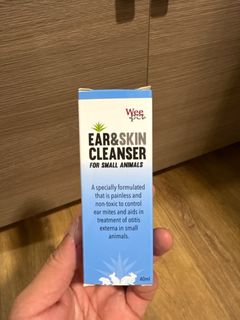 Wee
EAR&SKIN
CLEANSER
FOR SMALL ANIMALS
A specially formulated
that is painless and
non-toxic to control
ear mites and aids in
treatment of otitis
externa in small
animals.
60ml